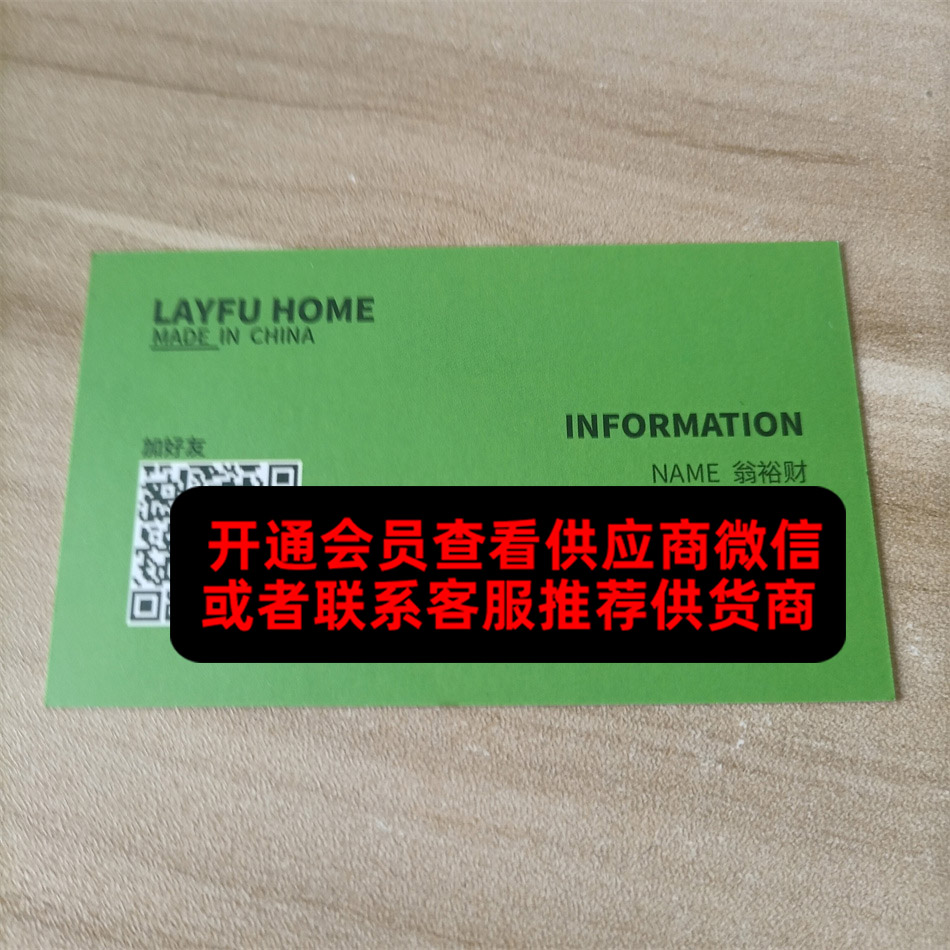 LAYFU HOME
MADE IN CHINA
INFORMATION
加好友
NAME 翁裕财
开通会员查看供应商微信
或者联系客服推荐供货商